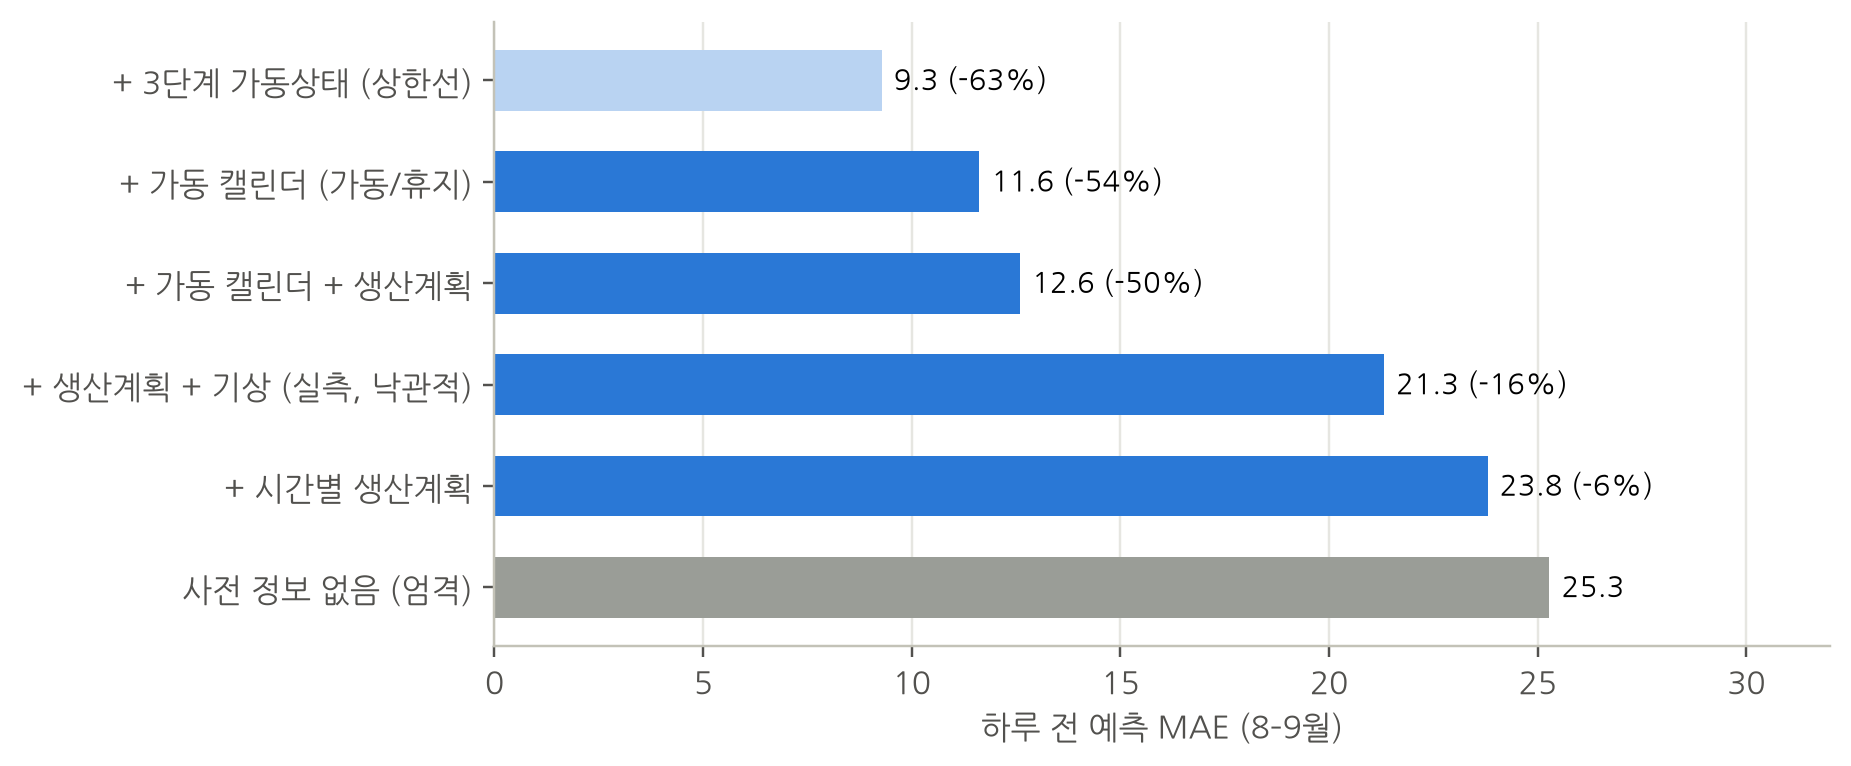 + 3단계 가동상태 (상한선)
9.3 (-63%)
+ 가동 캘린더 (가동/휴지)
11.6 (-54%)
+ 가동 캘린더 + 생산계획
12.6 (-50%)
+ 생산계획 + 기상 (실측, 낙관적)
21.3 (-16%)
+ 시간별 생산계획
23.8 (-6%)
사전 정보 없음 (엄격)
25.3
0 5 10 15 20 25 30
하루 전 예측 MAE (8-9월)